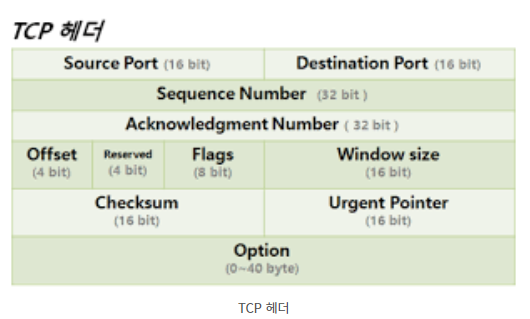 TCP 헤더
Source Port (16 bit) Destination Port (16 bit)
Sequence Number (32 bit )
Acknowledgment Number ( 32 bit )
Offset Reserved Flags Window size
(4 bit) (4 bit) (8 bit) (16 bit)
Checksum Urgent Pointer
(16 bit) (16 bit)
Option
(0~40 byte)
TCP 헤더